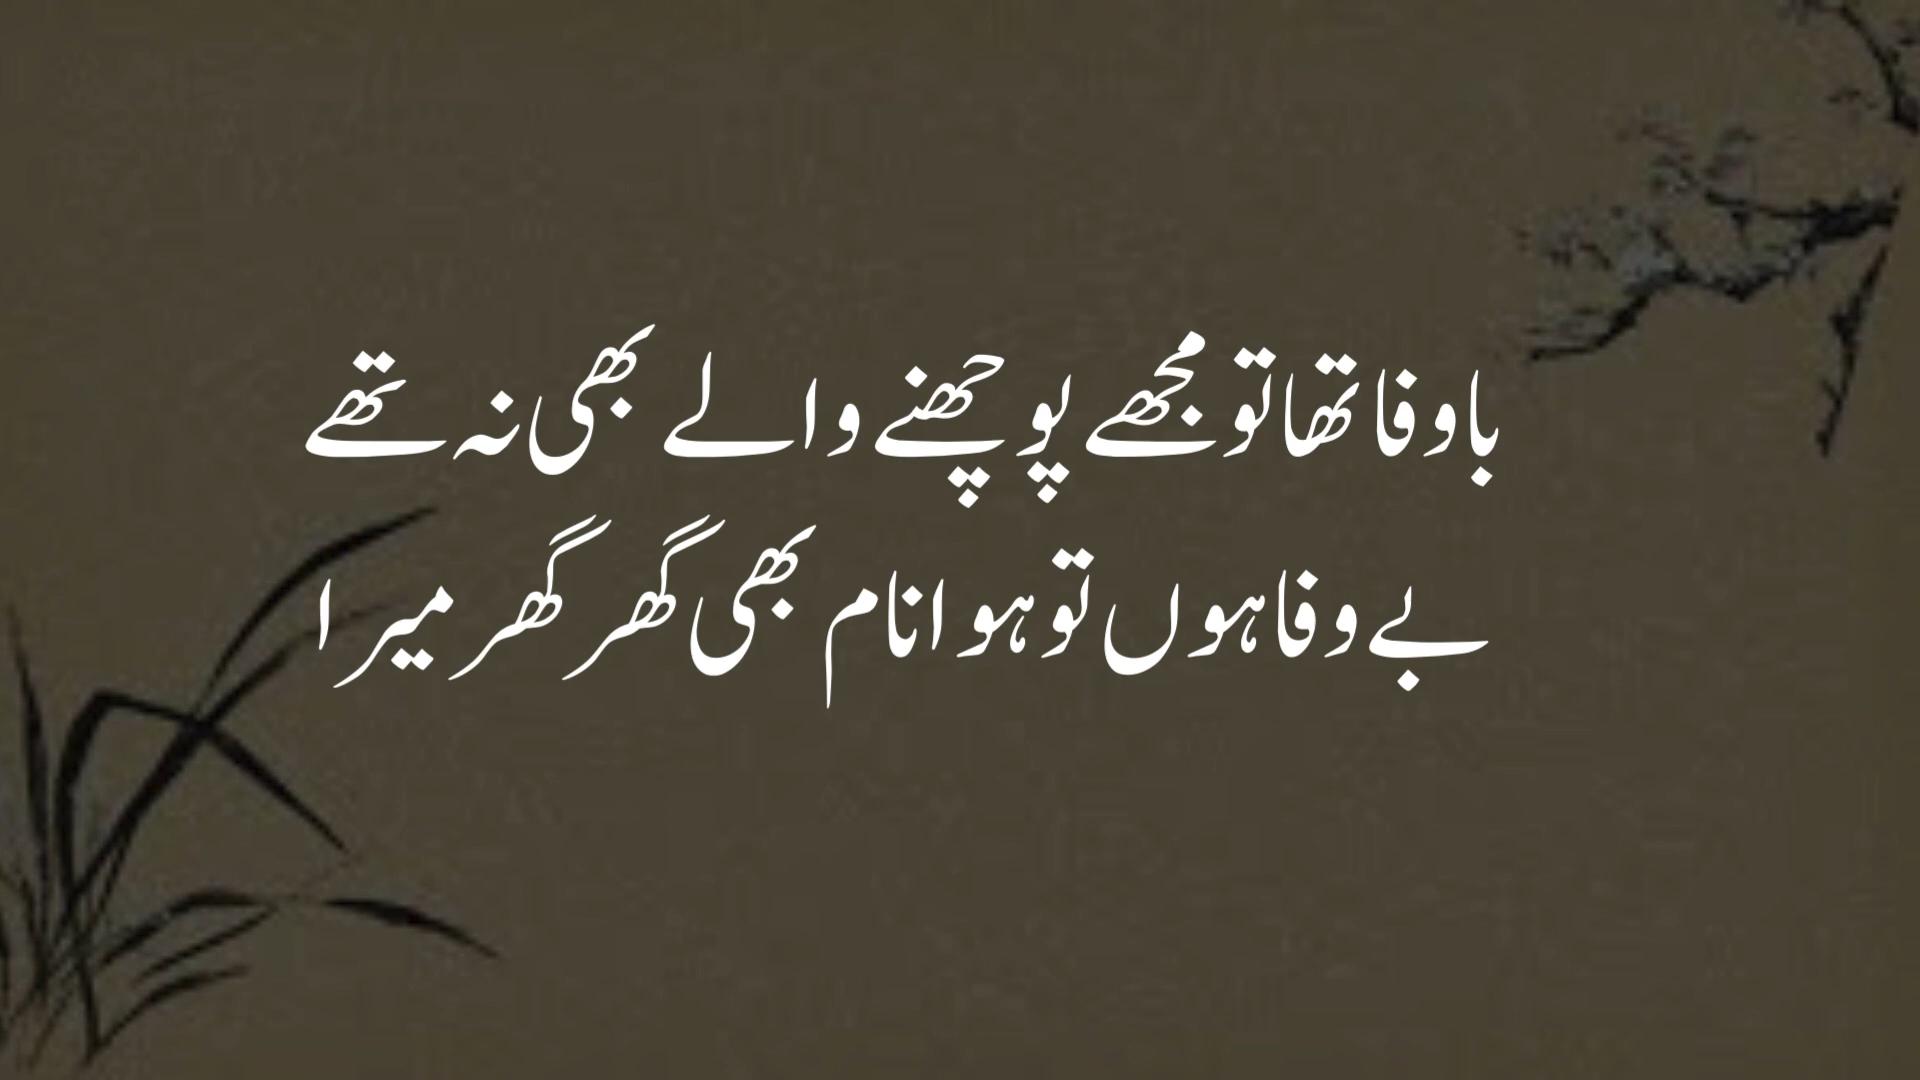 باوفا تھا تو مجھے پوچھنے والے بھی نہ تھے
بے وفا ہوں تو ہوا نام بھی گھر گھر میرا